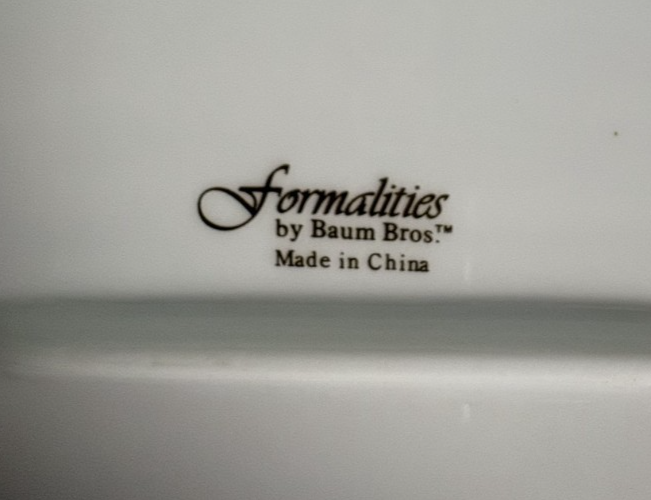 Formalities
by Baum Bros.™
Made in China